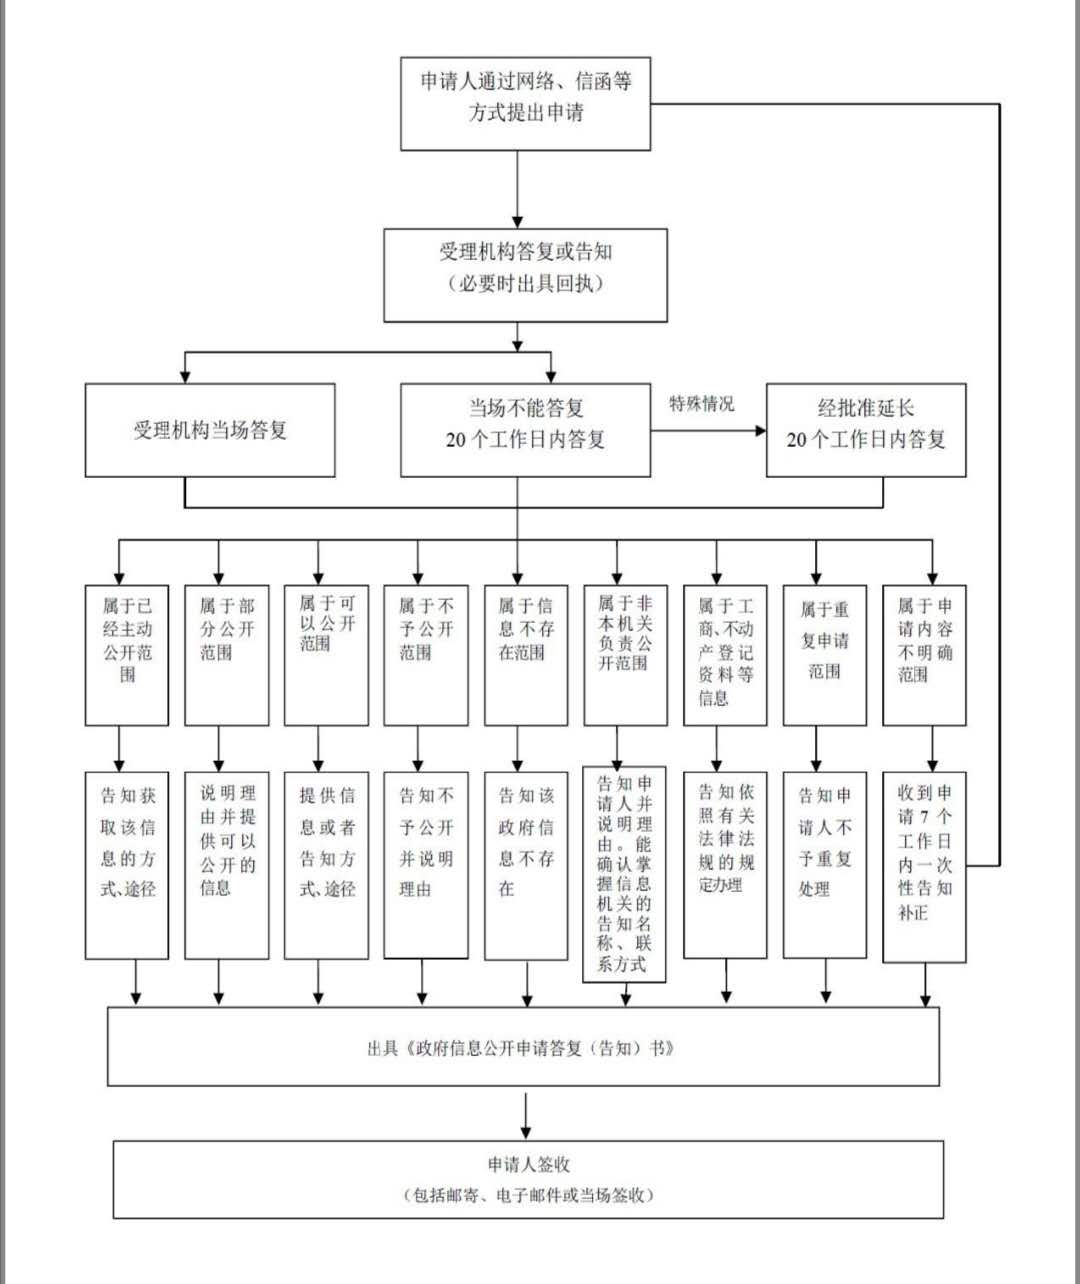 申请人通过网络、信函等
方式提出申请
受理机构答复或告知
（必要时出具回执）
受理机构当场答复
当场不能答复
20 个工作日内答复
特殊情况
经批准延长
20 个工作日内答复
属于已
经主动
公开范
围
属于部
分公开
范围
属于可
以公开
范围
属于不
予公开
范围
属于信
息不存
在范围
属于非
本机关
负责公
开范围
属于工
商、不动
产登记
资料等
信息
属于重
复申请
范围
属于申
请内容
不明确
范围
告知获
取该信
息的方
式、途径
说明理
由并提
供可以
公开的
信息
提供信
息或者
告知方
式、途径
告知不
予公开
并说明
理由
告知该
政府信
息不存
在
告知申
请人并
说明理
由。能
确认掌
握信息
机关的
告知名
称、联
系方式
告知依
照有关
法律法
规的规
定办理
告知申
请人不
予重复
处理
收到申
请 7 个
工作日
内一次
性告知
补正
出具《政府信息公开申请答复（告知）书》
申请人签收
（包括邮寄、电子邮件或当场签收）